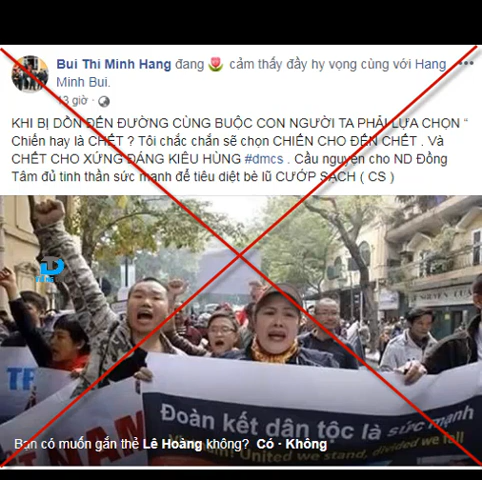 Bui Thi Minh Hang đang 🌷 cảm thấy đầy hy vọng cùng với Hang
Minh Bui.
13 giờ ·
KHI BỊ DỒN ĐẾN ĐƯỜNG CÙNG BUỘC CON NGƯỜI TA PHẢI LỰA CHỌN “
Chiến hay là CHẾT ? Tôi chắc chắn sẽ chọn CHIẾN CHO ĐẾN CHẾT . Và
CHẾT CHO XỨNG ĐÁNG KIÊU HÙNG #dmcs . Cầu nguyện cho ND Đồng
Tâm đủ tinh thần sức mạnh để tiêu diệt bè lũ CƯỚP SẠCH ( CS )
Đoàn kết dân tộc là sức mạnh
United we stand, divided we fall
Bạn có muốn gắn thẻ Lê Hoàng không? Có · Không